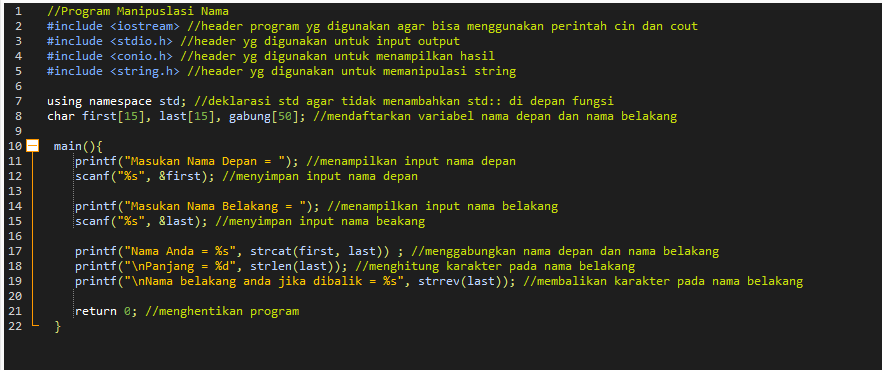 1 //Program Manipuslasi Nama
2 #include <iostream> //header program yg digunakan agar bisa menggunakan perintah cin dan cout
3 #include <stdio.h> //header yg digunakan untuk input output
4 #include <conio.h> //header yg digunakan untuk menampilkan hasil
5 #include <string.h> //header yg digunakan untuk memanipulasi string
6
7 using namespace std; //deklarasi std agar tidak menambahkan std:: di depan fungsi
8 char first[15], last[15], gabung[50]; //mendaftarkan variabel nama depan dan nama belakang
9
10 main(){
11 printf("Masukan Nama Depan = "); //menampilkan input nama depan
12 scanf("%s", &first); //menyimpan input nama depan
13
14 printf("Masukan Nama Belakang = "); //menampilkan input nama belakang
15 scanf("%s", &last); //menyimpan input nama beakang
16
17 printf("Nama Anda = %s", strcat(first, last)) ; //menggabungkan nama depan dan nama belakang
18 printf("\nPanjang = %d", strlen(last)); //menghitung karakter pada nama belakang
19 printf("\nNama belakang anda jika dibalik = %s", strrev(last)); //membalikan karakter pada nama belakang
20
21 return 0; //menghentikan program
22 }